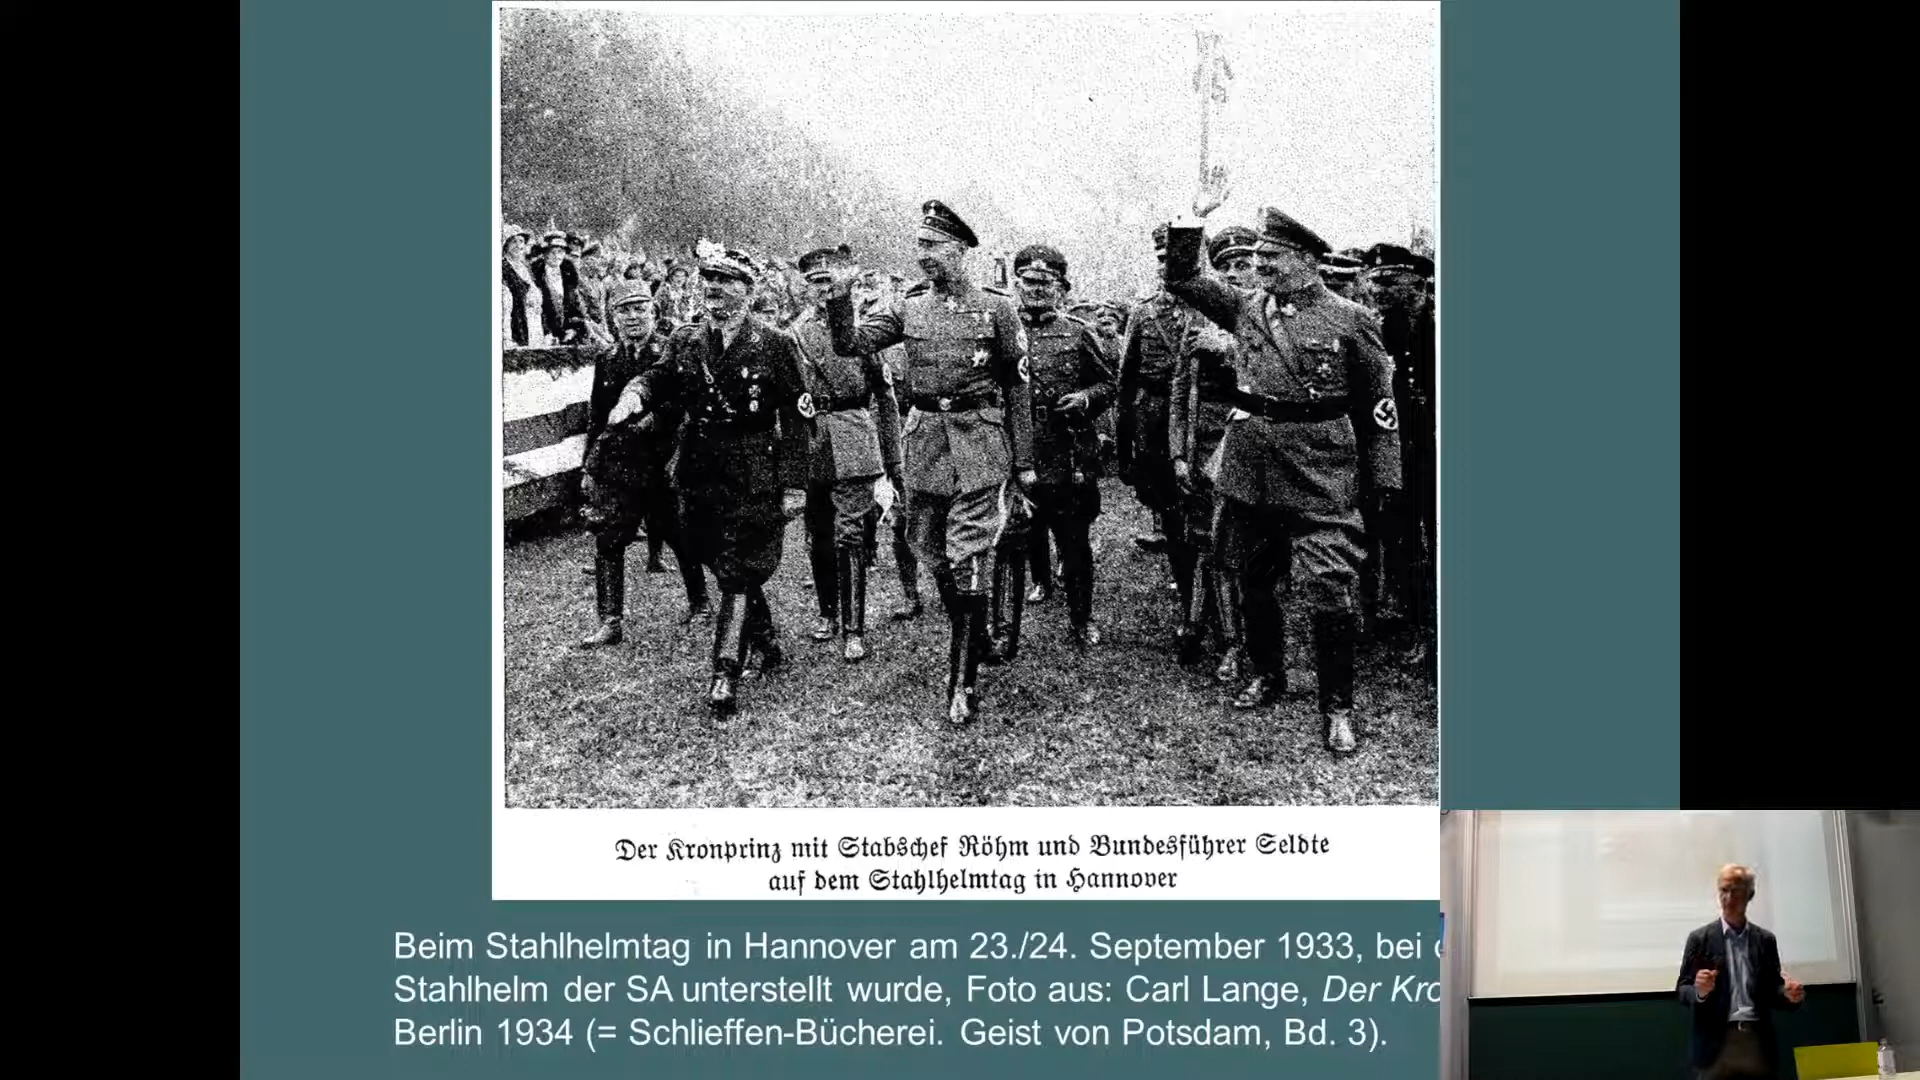 Der Kronprinz mit Stabschef Röhm und Bundesführer Seldte
auf dem Stahlhelmtag in Hannover
Beim Stahlhelmtag in Hannover am 23./24. September 1933, bei
Stahlhelm der SA unterstellt wurde, Foto aus: Carl Lange, Der Kro
Berlin 1934 (= Schlieffen-Bücherei. Geist von Potsdam, Bd. 3).